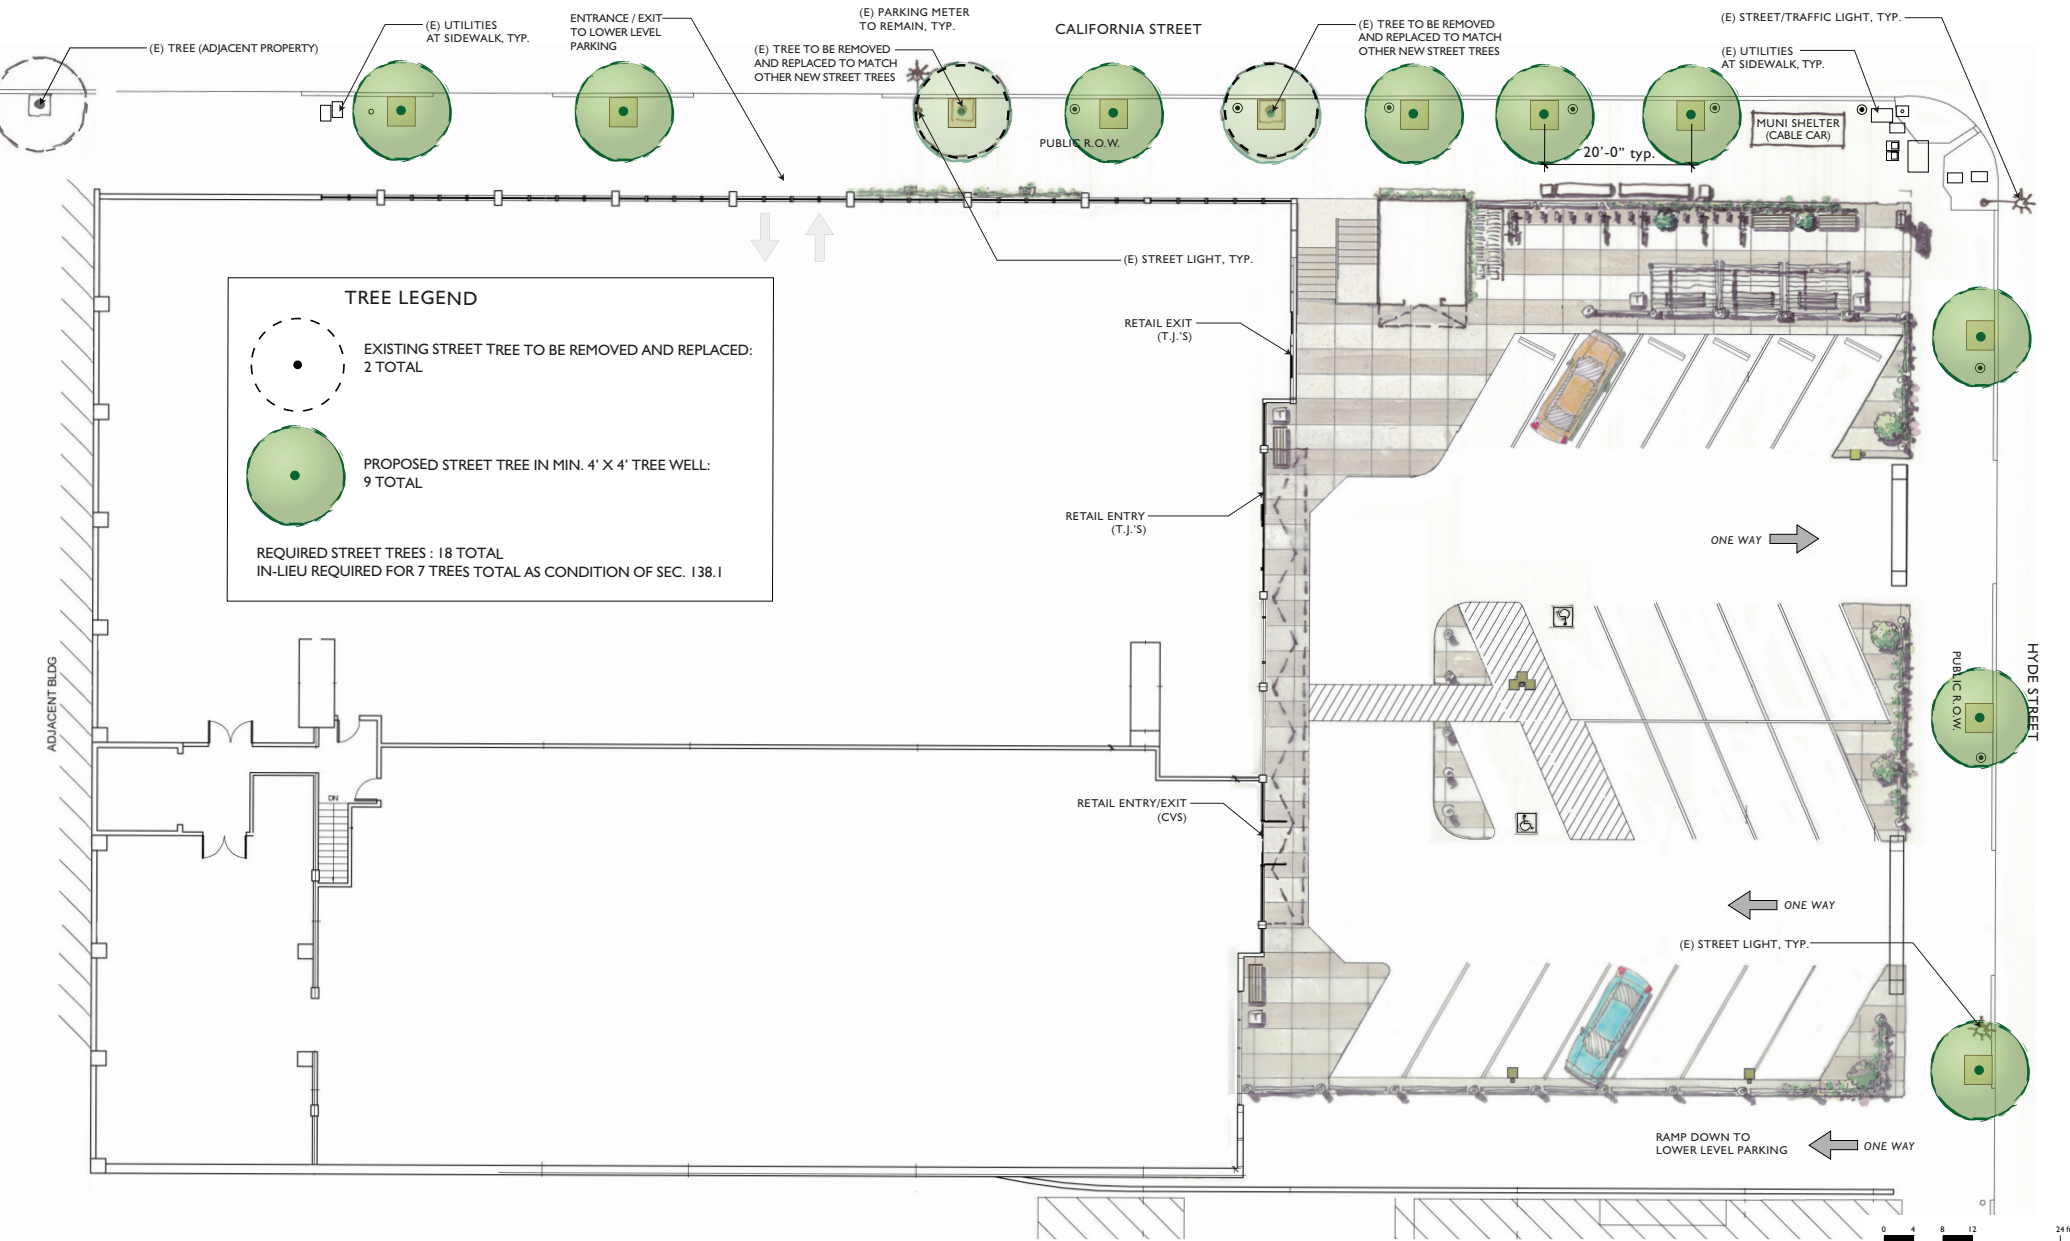 (E) TREE (ADJACENT PROPERTY)
(E) UTILITIES
AT SIDEWALK, TYP.
ENTRANCE / EXIT
TO LOWER LEVEL
PARKING
(E) PARKING METER
TO REMAIN, TYP.
(E) TREE TO BE REMOVED
AND REPLACED TO MATCH
OTHER NEW STREET TREES
CALIFORNIA STREET
(E) TREE TO BE REMOVED
AND REPLACED TO MATCH
OTHER NEW STREET TREES
(E) STREET/TRAFFIC LIGHT, TYP.
(E) UTILITIES
AT SIDEWALK, TYP.
MUNI SHELTER
(CABLE CAR)
PUBLIC R.O.W.
20'-0" typ.
(E) STREET LIGHT, TYP.
TREE LEGEND
EXISTING STREET TREE TO BE REMOVED AND REPLACED:
2 TOTAL
PROPOSED STREET TREE IN MIN. 4' X 4' TREE WELL:
9 TOTAL
REQUIRED STREET TREES : 18 TOTAL
IN-LIEU REQUIRED FOR 7 TREES TOTAL AS CONDITION OF SEC. 138.1
RETAIL EXIT
(T.J.'S)
RETAIL ENTRY
(T.J.'S)
ONE WAY
ADJACENT BLDG
PUBLIC R.O.W.
HYDE STREET
DN
RETAIL ENTRY/EXIT
(CVS)
ONE WAY
(E) STREET LIGHT, TYP.
RAMP DOWN TO
LOWER LEVEL PARKING
ONE WAY
0 4 8 12 24 ft